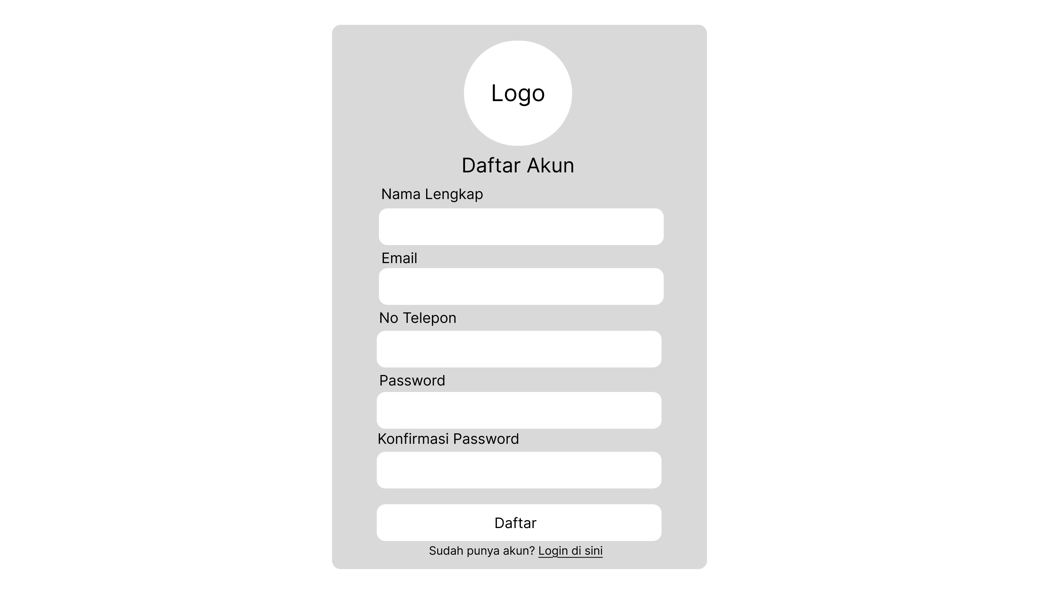 Logo
Daftar Akun
Nama Lengkap
Email
No Telepon
Password
Konfirmasi Password
Daftar
Sudah punya akun? Login di sini